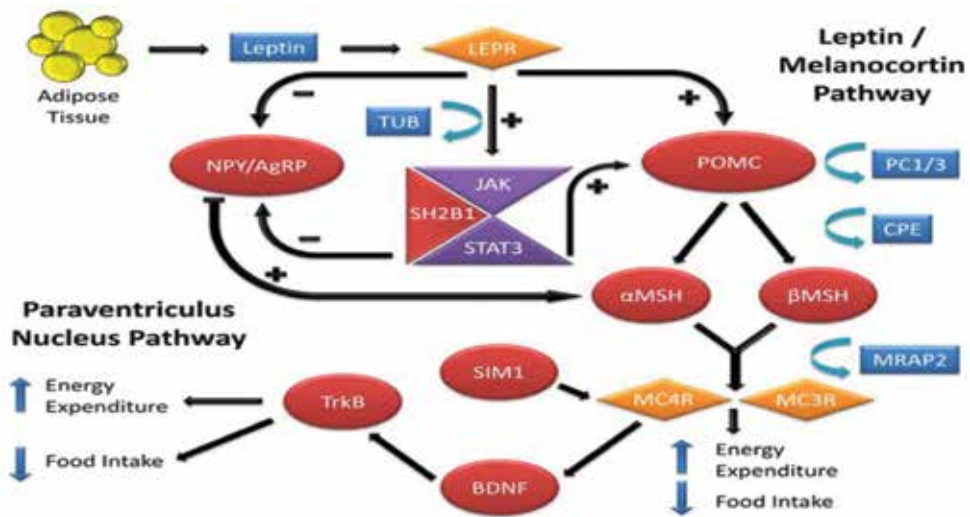 Leptin
LEPR
Leptin /
Melanocortin
Pathway
Adipose
Tissue
−
+
+
TUB
NPY/AgRP
JAK
SH2B1
STAT3
+
POMC
PC1/3
CPE
−
+
αMSH
βMSH
Paraventriculus
Nucleus Pathway
MRAP2
Energy
Expenditure
Food Intake
TrkB
SIM1
BDNF
MC4R
MC3R
Energy
Expenditure
Food Intake